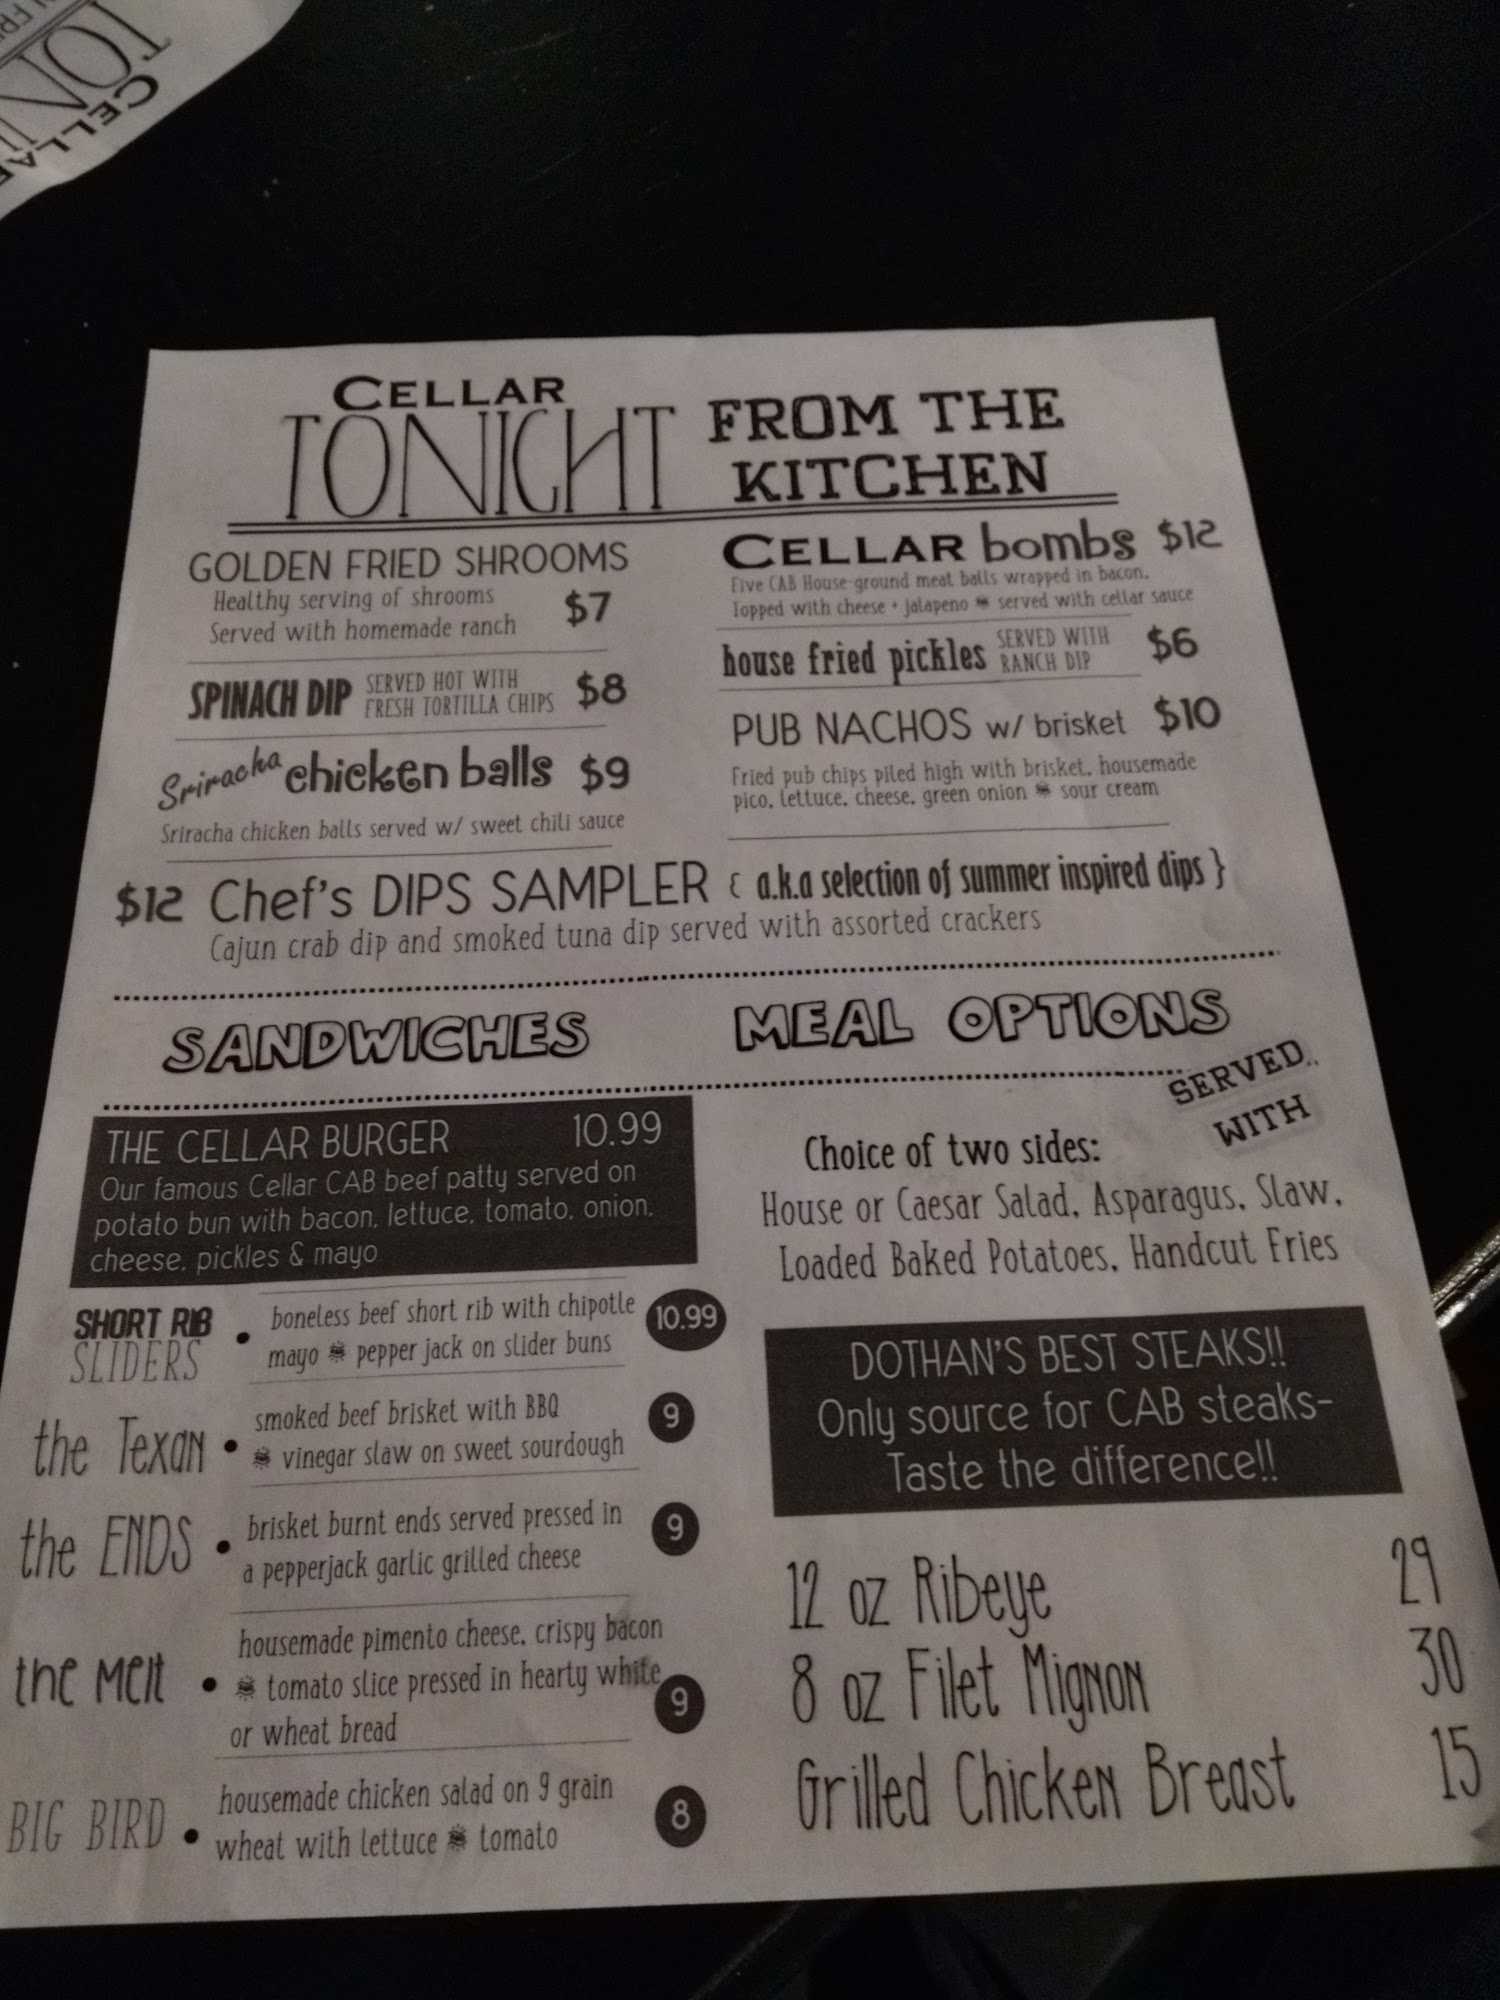 CELLAR
TONIGHT
FROM THE
KITCHEN
GOLDEN FRIED SHROOMS
Healthy serving of shrooms
Served with homemade ranch
$7
SPINACH DIP SERVED HOT WITH
FRESH TORTILLA CHIPS $8
Sriracha chicken balls $9
Sriracha chicken balls served w/ sweet chili sauce
CELLAR bombs $12
Five CAB House-ground meat balls wrapped in bacon,
Topped with cheese • jalapeno & served with cellar sauce
house fried pickles SERVED WITH
RANCH DIP $6
PUB NACHOS w/ brisket $10
Fried pub chips piled high with brisket, housemade
pico, lettuce, cheese, green onion & sour cream
$12 Chef's DIPS SAMPLER { a.k.a selection of summer inspired dips }
Cajun crab dip and smoked tuna dip served with assorted crackers
SANDWICHES
THE CELLAR BURGER 10.99
Our famous Cellar CAB beef patty served on
potato bun with bacon, lettuce, tomato, onion,
cheese, pickles & mayo
SHORT RIB
SLIDERS
• boneless beef short rib with chipotle
mayo & pepper jack on slider buns
10.99
the Texan • smoked beef brisket with BBQ
& vinegar slaw on sweet sourdough
9
the ENDS • brisket burnt ends served pressed in
a pepperjack garlic grilled cheese
9
the Melt • housemade pimento cheese, crispy bacon
& tomato slice pressed in hearty white
or wheat bread
9
BIG BIRD • housemade chicken salad on 9 grain
wheat with lettuce & tomato
8
MEAL OPTIONS
SERVED..
WITH
Choice of two sides:
House or Caesar Salad, Asparagus, Slaw,
Loaded Baked Potatoes, Handcut Fries
DOTHAN'S BEST STEAKS!!
Only source for CAB steaks-
Taste the difference!!
12 oz Ribeye 29
8 oz Filet Mignon 30
Grilled Chicken Breast 15